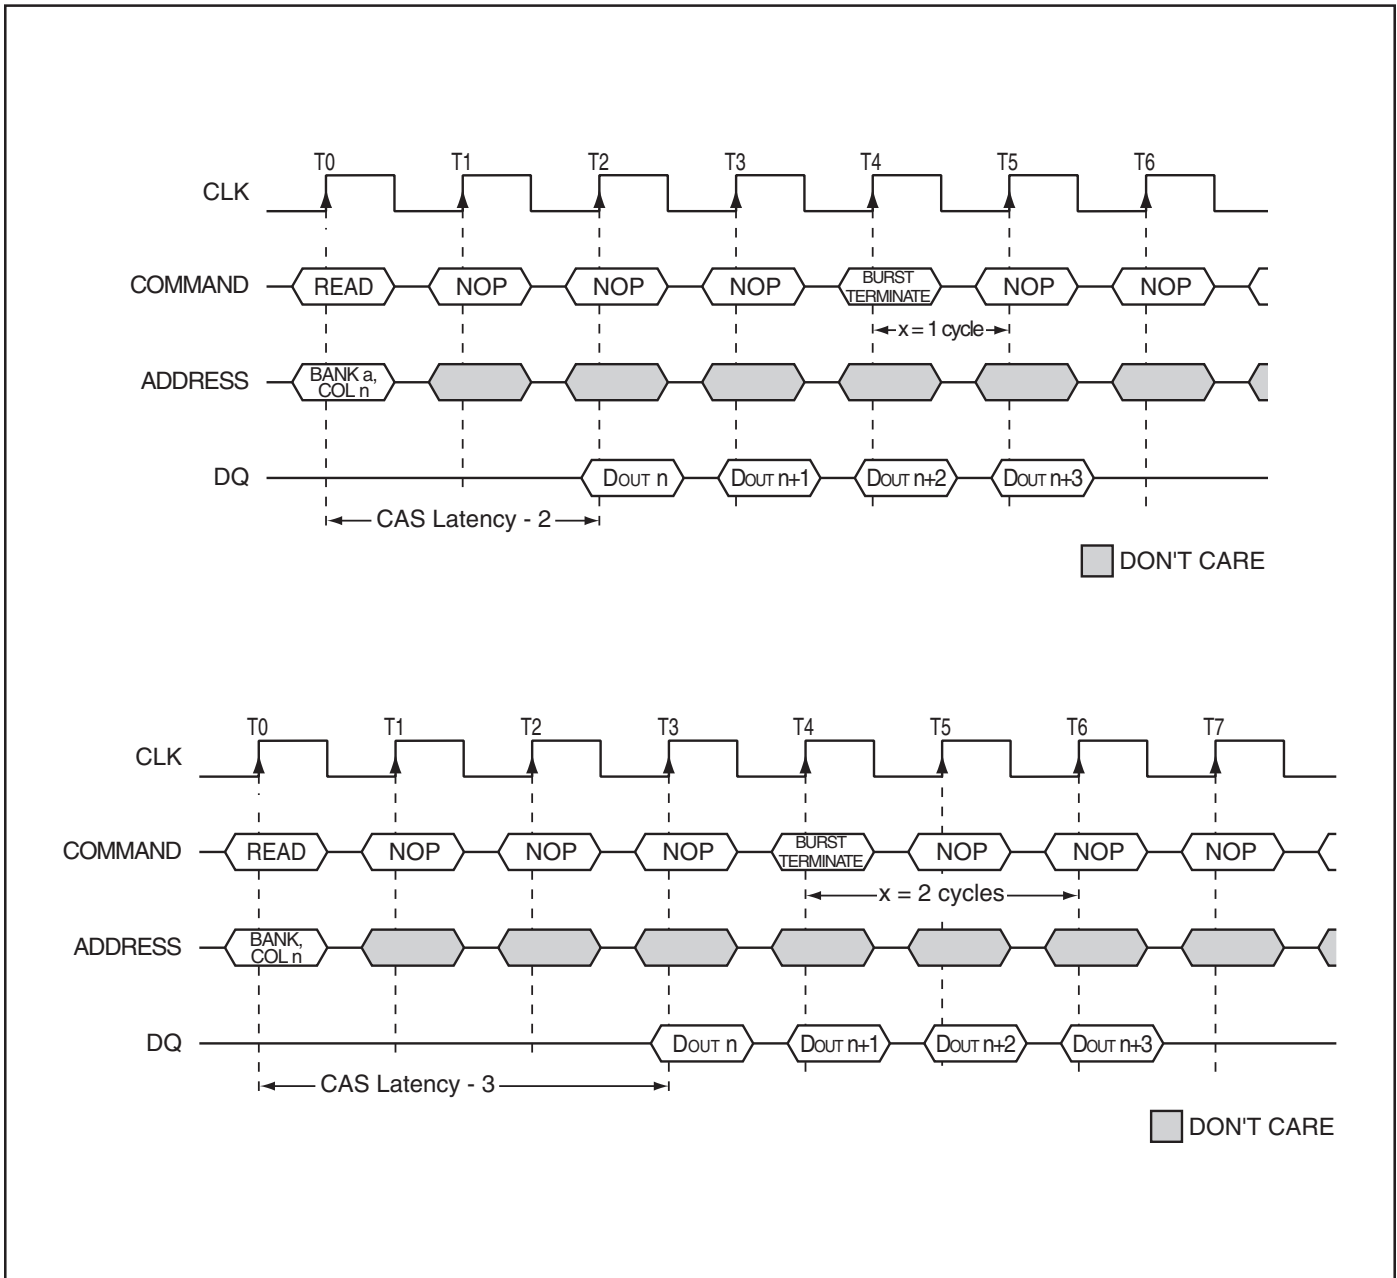 T0 T1 T2 T3 T4 T5 T6
CLK
COMMAND READ NOP NOP NOP BURST TERMINATE NOP NOP
x = 1 cycle
ADDRESS BANK a, COL n
DQ DOUT n DOUT n+1 DOUT n+2 DOUT n+3
CAS Latency - 2
DON'T CARE
T0 T1 T2 T3 T4 T5 T6 T7
CLK
COMMAND READ NOP NOP NOP BURST TERMINATE NOP NOP NOP
x = 2 cycles
ADDRESS BANK, COL n
DQ DOUT n DOUT n+1 DOUT n+2 DOUT n+3
CAS Latency - 3
DON'T CARE